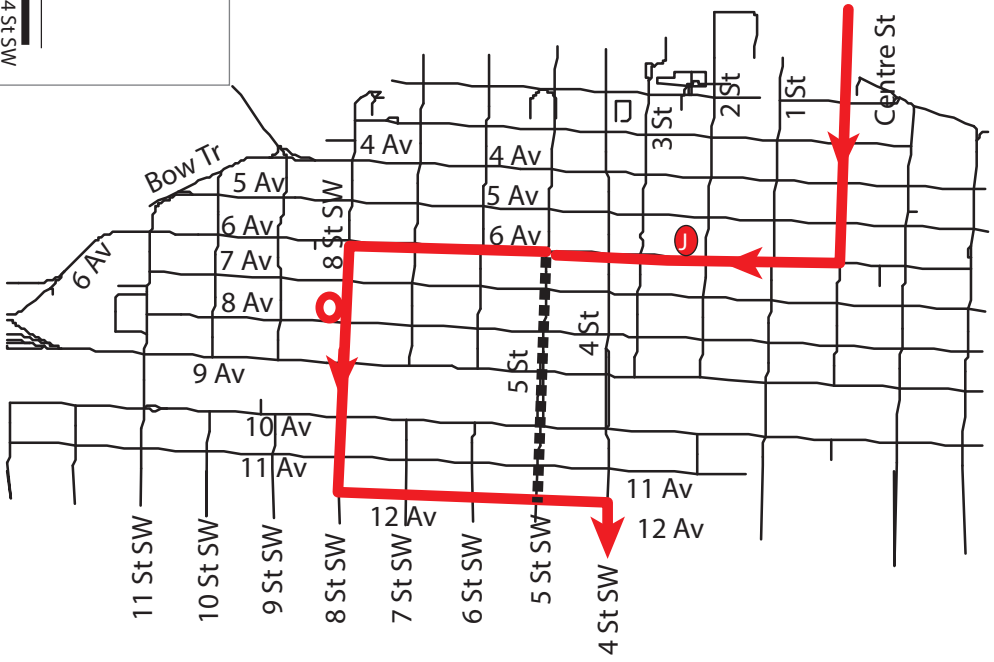 4 St SW
Centre St
1 St
2 St
3 St
4 Av
4 Av
Bow Tr
5 Av
5 Av
8 St SW
6 Av
6 Av
6 Av
J
7 Av
8 Av
4 St
5 St
9 Av
10 Av
11 Av
11 Av
12 Av
12 Av
11 St SW
10 St SW
9 St SW
8 St SW
7 St SW
6 St SW
5 St SW
4 St SW